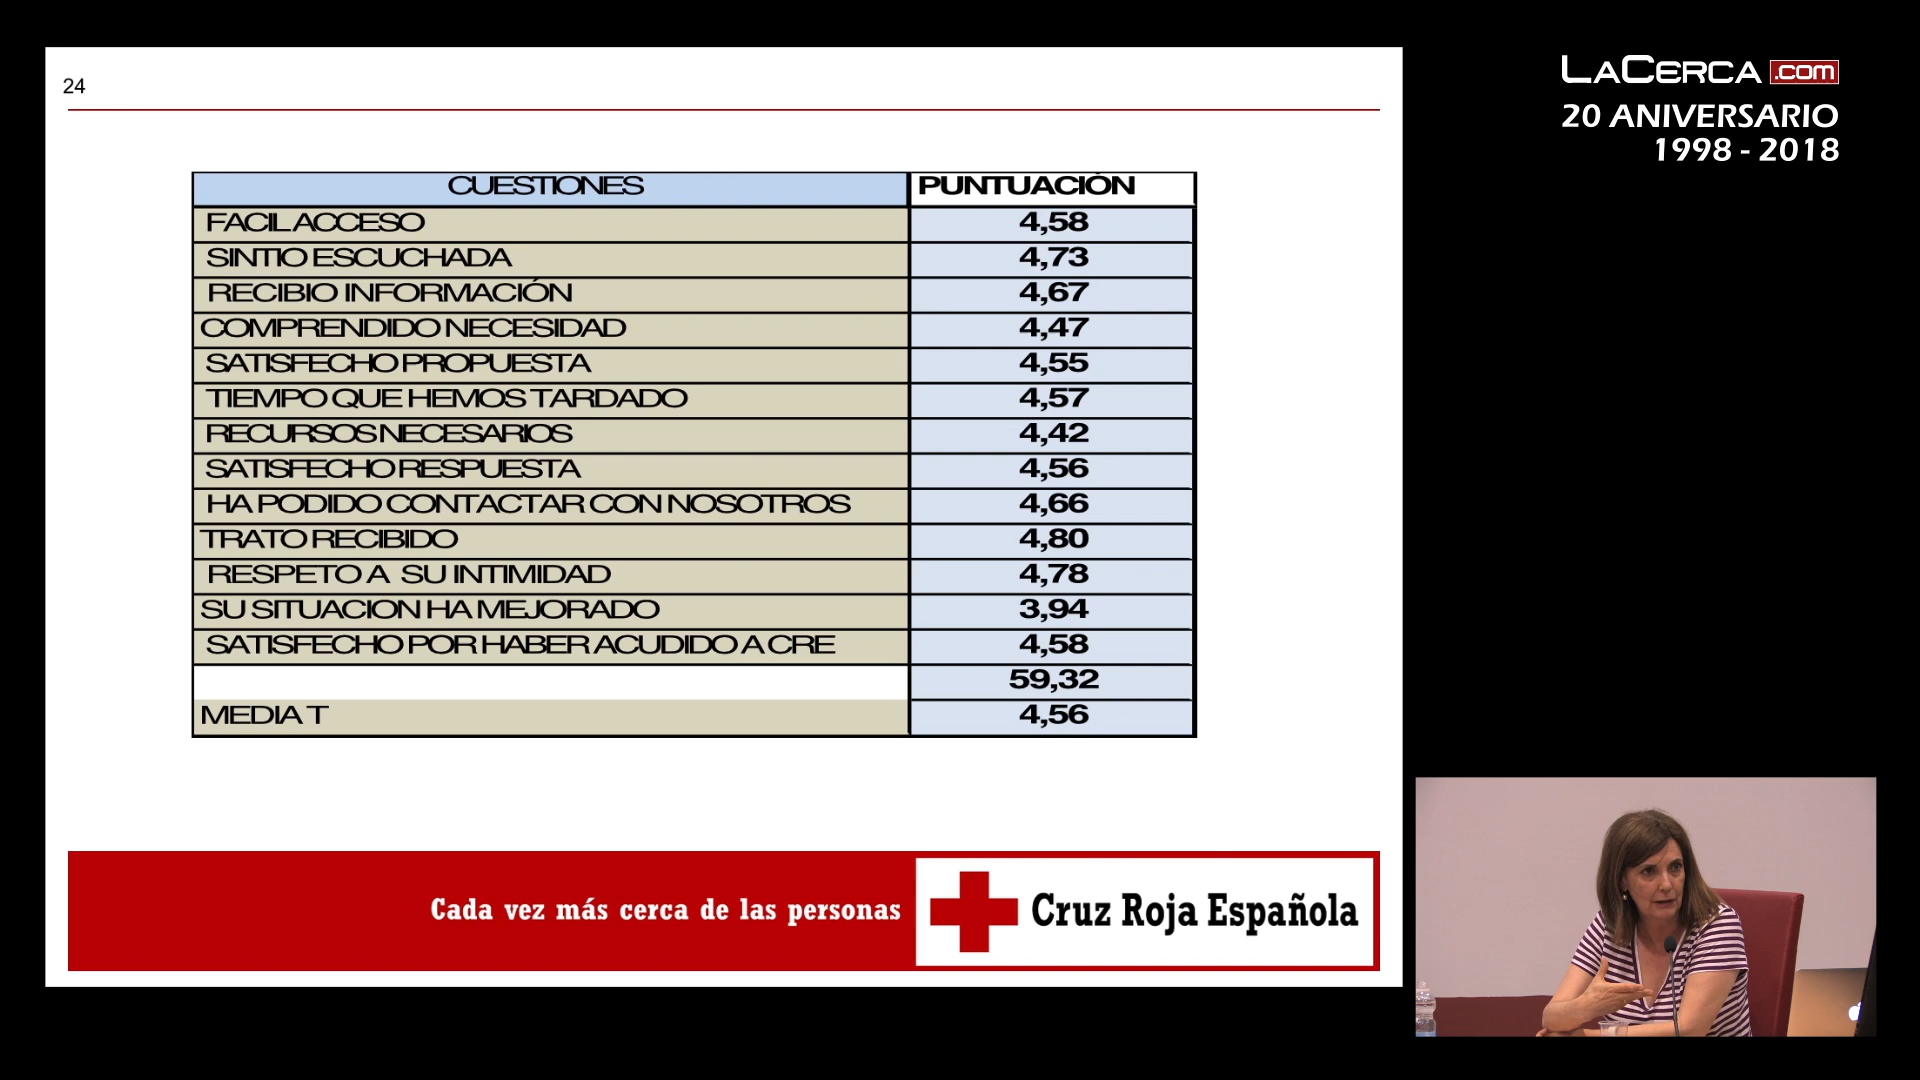 24
CUESTIONES PUNTUACIÓN
FACIL ACCESO 4,58
SINTIO ESCUCHADA 4,73
RECIBIO INFORMACIÓN 4,67
COMPRENDIDO NECESIDAD 4,47
SATISFECHO PROPUESTA 4,55
TIEMPO QUE HEMOS TARDADO 4,57
RECURSOS NECESARIOS 4,42
SATISFECHO RESPUESTA 4,56
HA PODIDO CONTACTAR CON NOSOTROS 4,66
TRATO RECIBIDO 4,80
RESPETO A SU INTIMIDAD 4,78
SU SITUACION HA MEJORADO 3,94
SATISFECHO POR HABER ACUDIDO A CRE 4,58
59,32
MEDIA T 4,56
Cada vez más cerca de las personas
Cruz Roja Española
LACERCA .com
20 ANIVERSARIO
1998 - 2018